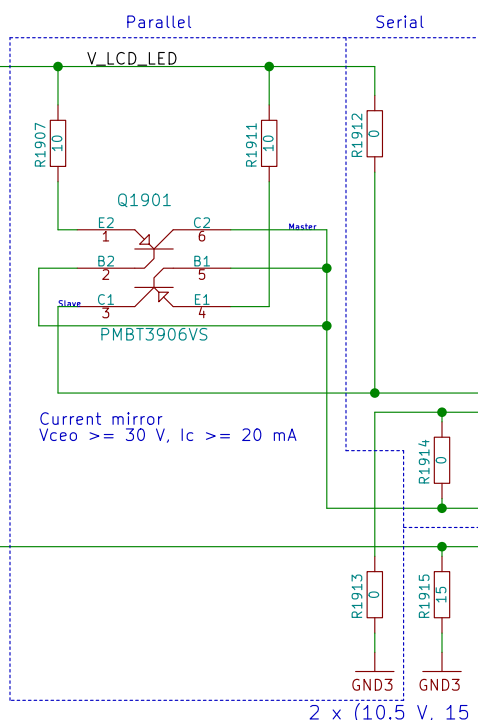 Parallel
Serial
V_LCD_LED
R1907
10
R1911
10
R1912
0
Q1901
E2
1
C2
6
Master
B2
2
B1
5
Slave
C1
3
E1
4
PMBT3906VS
Current mirror
Vceo >= 30 V, Ic >= 20 mA
R1914
0
R1913
0
R1915
15
GND3
GND3
2 x (10.5 V, 15